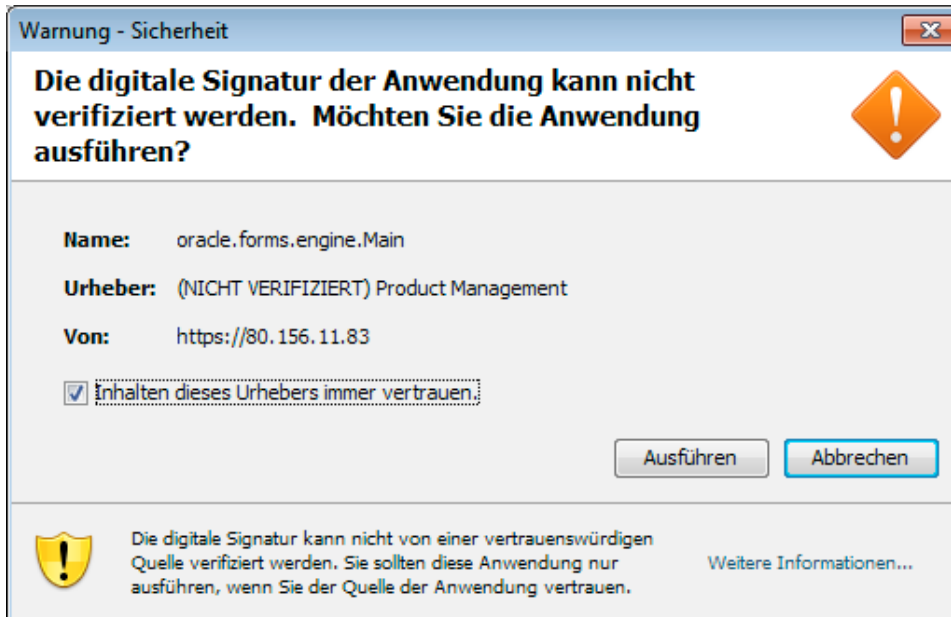 Warnung - Sicherheit
Die digitale Signatur der Anwendung kann nicht
verifiziert werden. Möchten Sie die Anwendung
ausführen?
Name: oracle.forms.engine.Main
Urheber: (NICHT VERIFIZIERT) Product Management
Von: https://80.156.11.83
Inhalten dieses Urhebers immer vertrauen.
Ausführen Abbrechen
Die digitale Signatur kann nicht von einer vertrauenswürdigen
Quelle verifiziert werden. Sie sollten diese Anwendung nur
ausführen, wenn Sie der Quelle der Anwendung vertrauen.
Weitere Informationen...